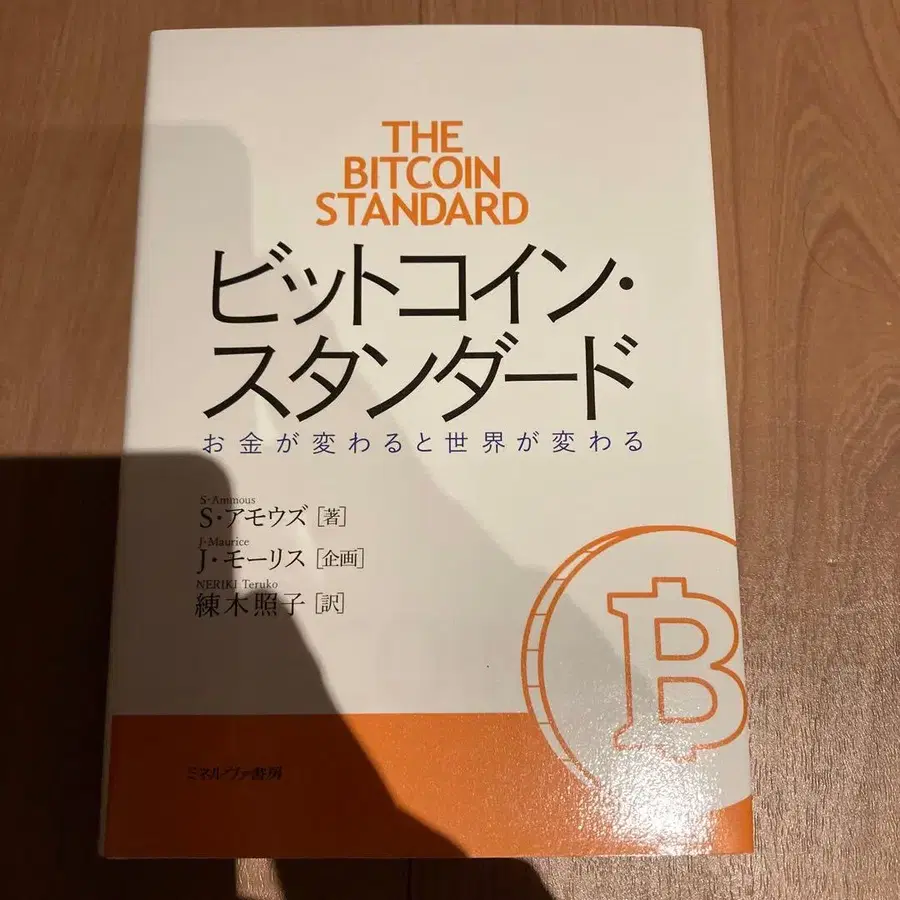 THE
BITCOIN
STANDARD
ビットコイン・
スタンダード
お金が変わると世界が変わる
S・Ammous
S・アモウズ［著］
J・Maurice
J・モーリス［企画］
NERIKI Teruko
練木照子［訳］
ミネルヴァ書房